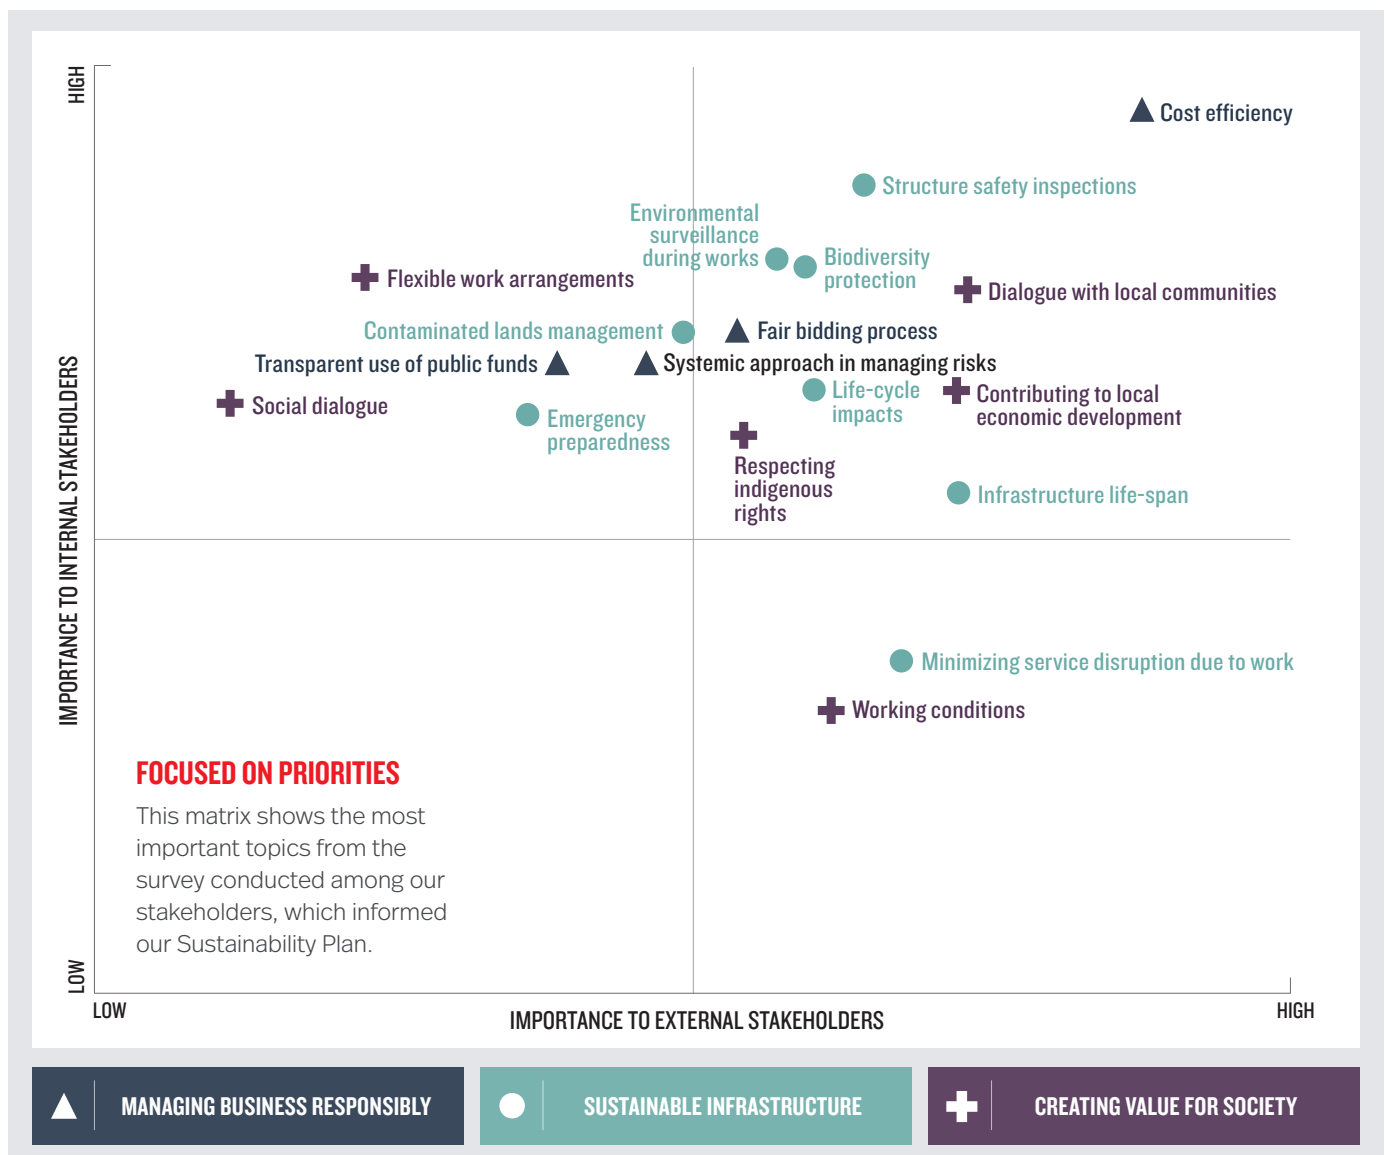 HIGH
Cost efficiency
Structure safety inspections
Environmental
surveillance
during works
Biodiversity
protection
Flexible work arrangements
Dialogue with local communities
Contaminated lands management
Fair bidding process
Transparent use of public funds
Systemic approach in managing risks
Life-cycle
impacts
Contributing to local
economic development
Social dialogue
Emergency
preparedness
Respecting
indigenous
rights
Infrastructure life-span
IMPORTANCE TO INTERNAL STAKEHOLDERS
Minimizing service disruption due to work
Working conditions
FOCUSED ON PRIORITIES
This matrix shows the most
important topics from the
survey conducted among our
stakeholders, which informed
our Sustainability Plan.
LOW
LOW
IMPORTANCE TO EXTERNAL STAKEHOLDERS
HIGH
MANAGING BUSINESS RESPONSIBLY
SUSTAINABLE INFRASTRUCTURE
CREATING VALUE FOR SOCIETY